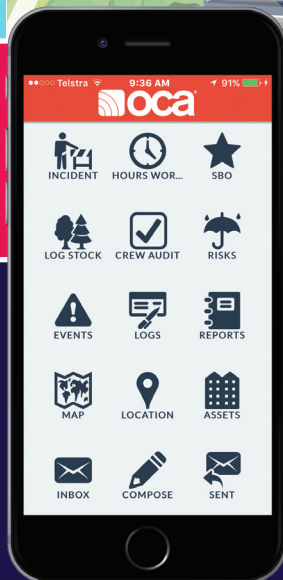 Telstra 9:36 AM 91%
oca
INCIDENT HOURS WOR... SBO
LOG STOCK CREW AUDIT RISKS
EVENTS LOGS REPORTS
MAP LOCATION ASSETS
INBOX COMPOSE SENT